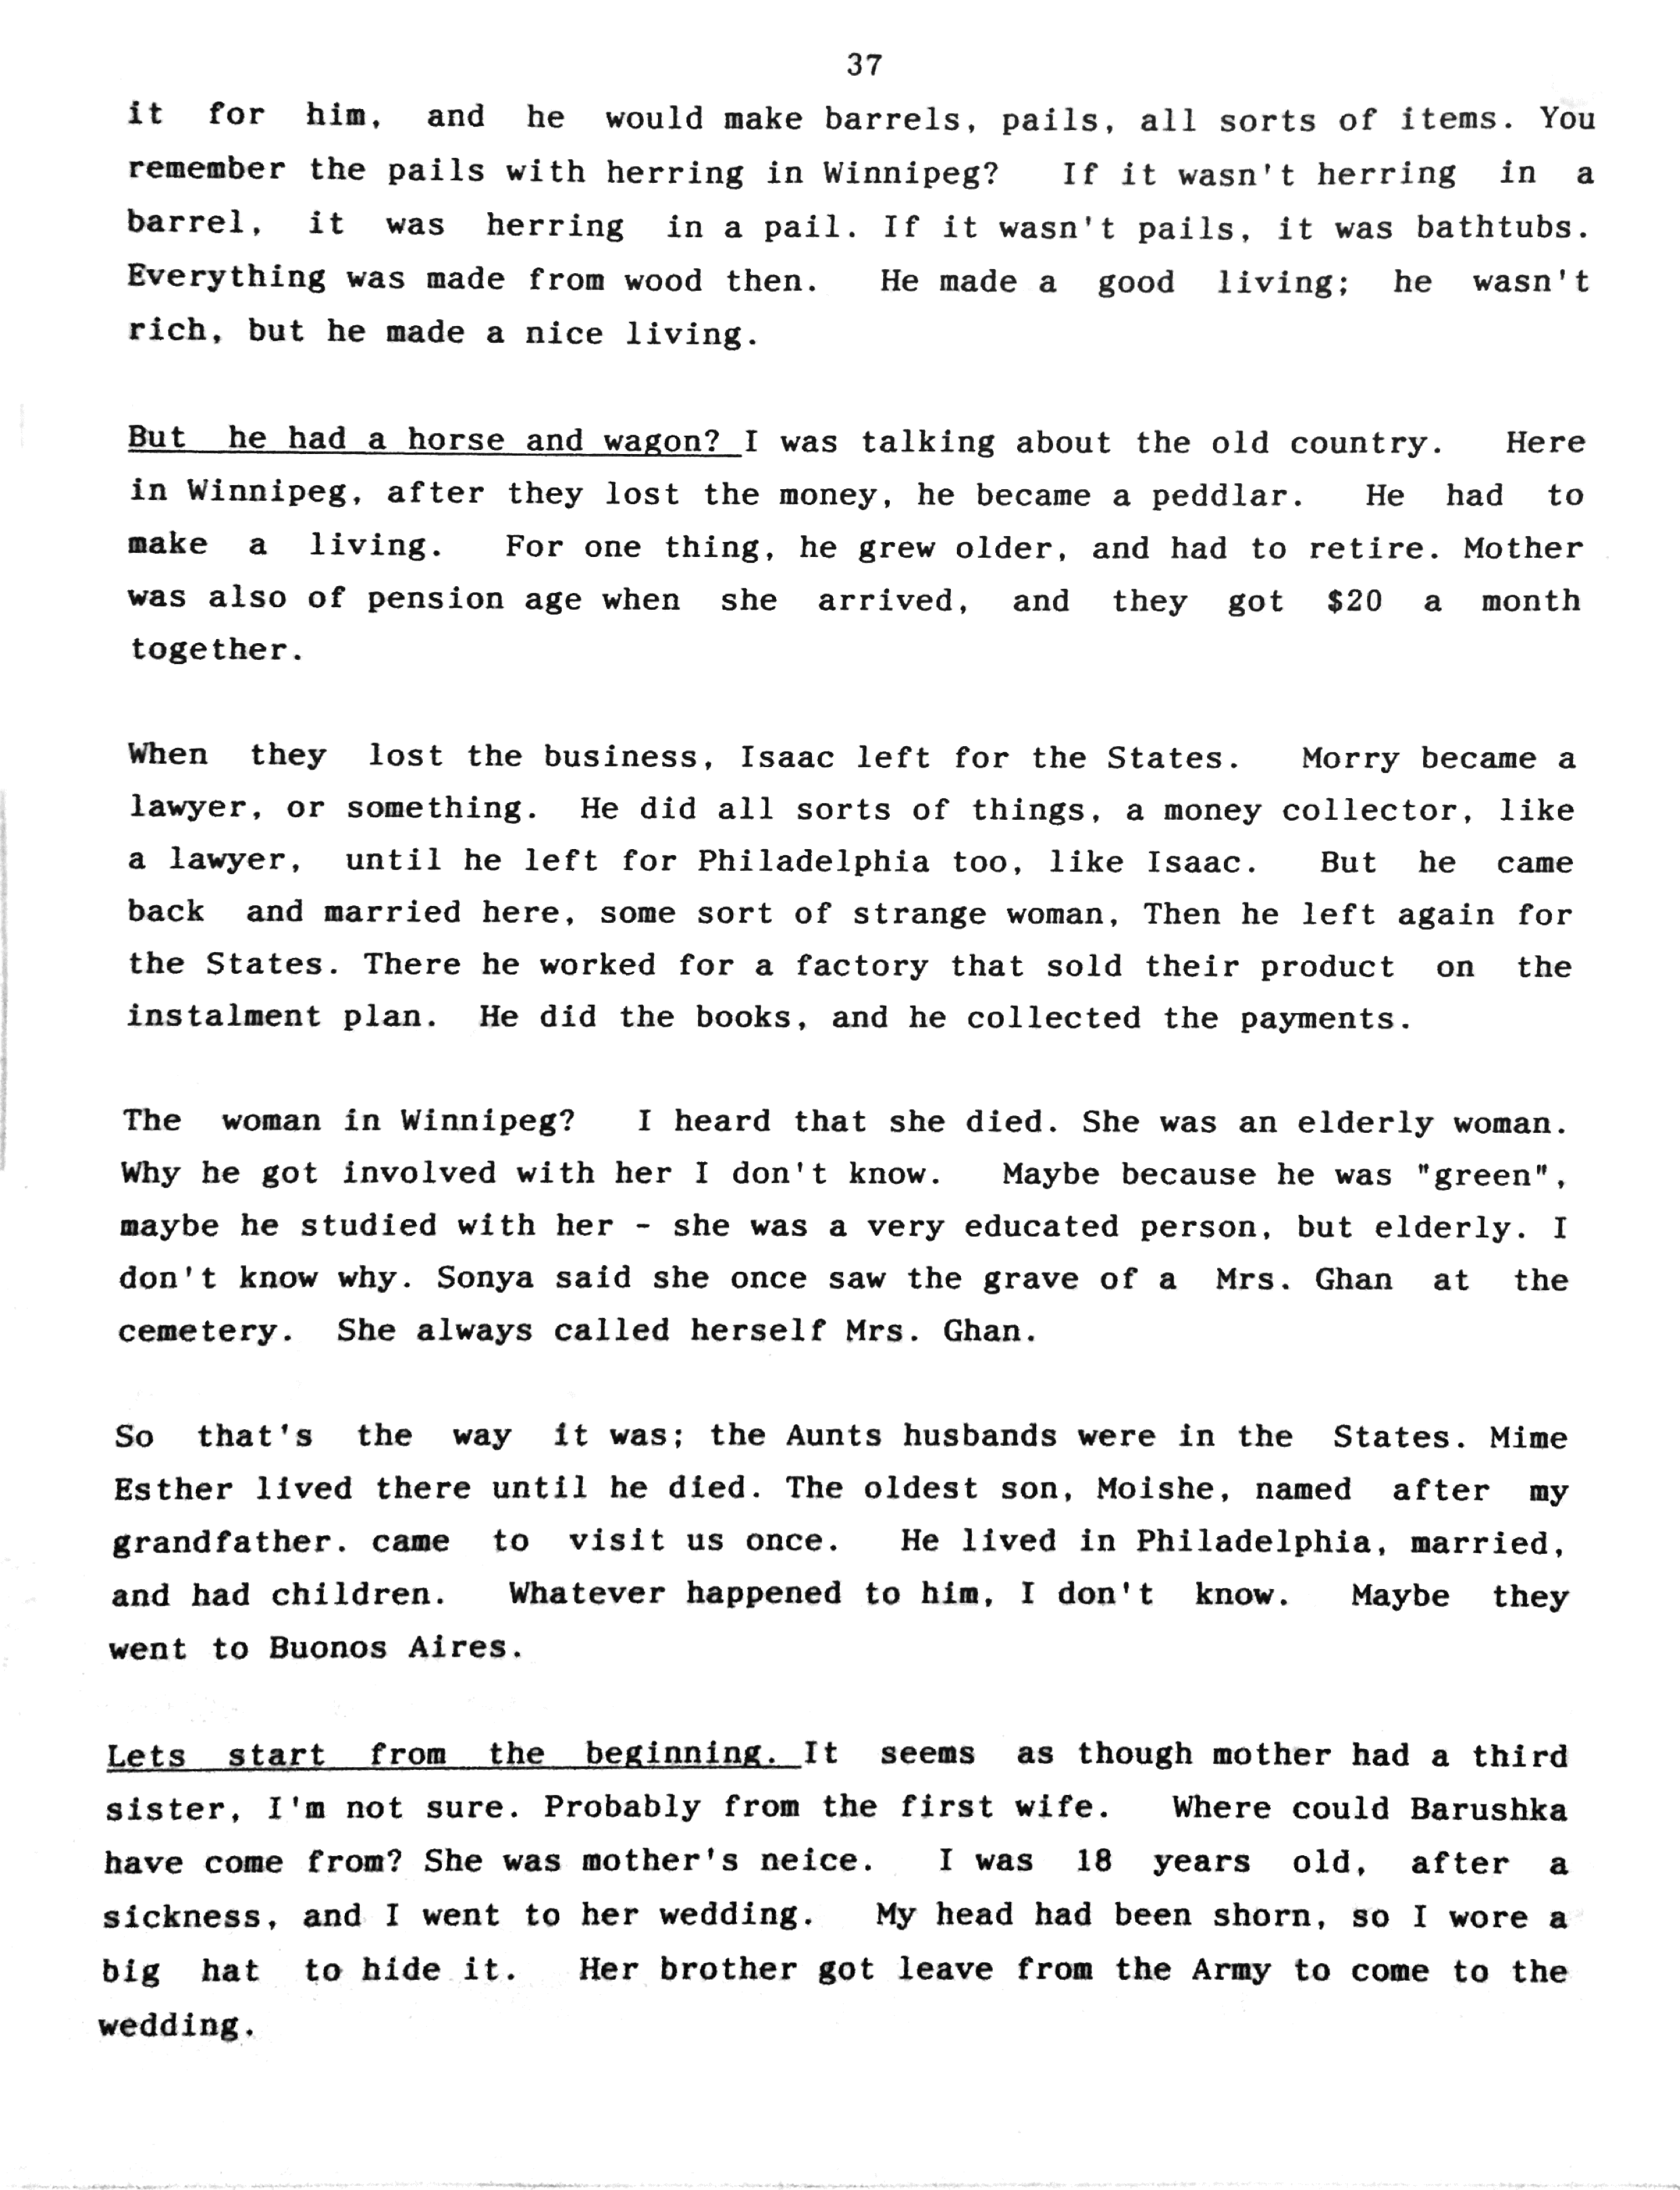 37
it for him, and he would make barrels, pails, all sorts of items. You
remember the pails with herring in Winnipeg? If it wasn't herring in a
barrel, it was herring in a pail. If it wasn't pails, it was bathtubs.
Everything was made from wood then. He made a good living; he wasn't
rich, but he made a nice living.
But he had a horse and wagon? I was talking about the old country. Here
in Winnipeg, after they lost the money, he became a peddlar. He had to
make a living. For one thing, he grew older, and had to retire. Mother
was also of pension age when she arrived, and they got $20 a month
together.
When they lost the business, Isaac left for the States. Morry became a
lawyer, or something. He did all sorts of things, a money collector, like
a lawyer, until he left for Philadelphia too, like Isaac. But he came
back and married here, some sort of strange woman, Then he left again for
the States. There he worked for a factory that sold their product on the
instalment plan. He did the books, and he collected the payments.
The woman in Winnipeg? I heard that she died. She was an elderly woman.
Why he got involved with her I don't know. Maybe because he was "green",
maybe he studied with her - she was a very educated person, but elderly. I
don't know why. Sonya said she once saw the grave of a Mrs. Ghan at the
cemetery. She always called herself Mrs. Ghan.
So that's the way it was; the Aunts husbands were in the States. Mime
Esther lived there until he died. The oldest son, Moishe, named after my
grandfather. came to visit us once. He lived in Philadelphia, married,
and had children. Whatever happened to him, I don't know. Maybe they
went to Buonos Aires.
Lets start from the beginning. It seems as though mother had a third
sister, I'm not sure. Probably from the first wife. Where could Barushka
have come from? She was mother's neice. I was 18 years old, after a
sickness, and I went to her wedding. My head had been shorn, so I wore a
big hat to hide it. Her brother got leave from the Army to come to the
wedding.